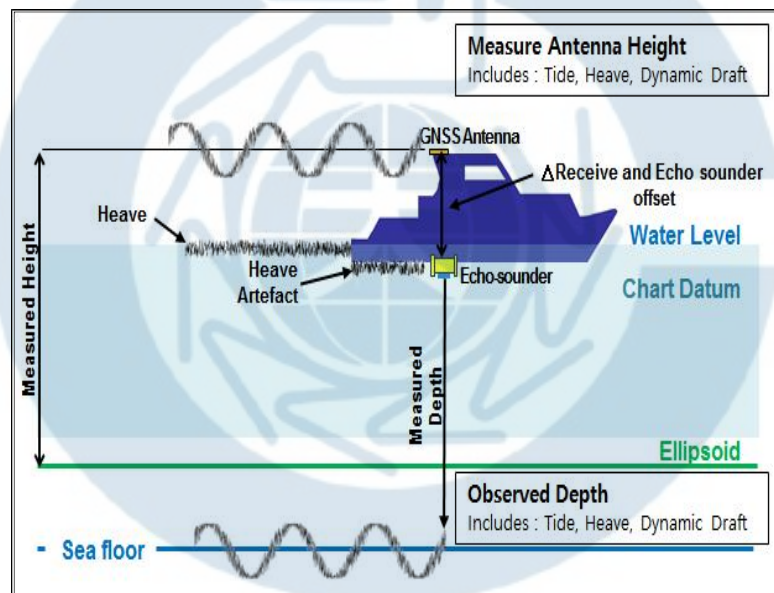 Measure Antenna Height
Includes : Tide, Heave, Dynamic Draft
GNSS Antenna
ΔReceive and Echo sounder
offset
Heave
Water Level
Heave
Artefact
Echo-sounder
Chart Datum
Measured Height
Measured
Depth
Ellipsoid
Observed Depth
Includes : Tide, Heave, Dynamic Draft
Sea floor